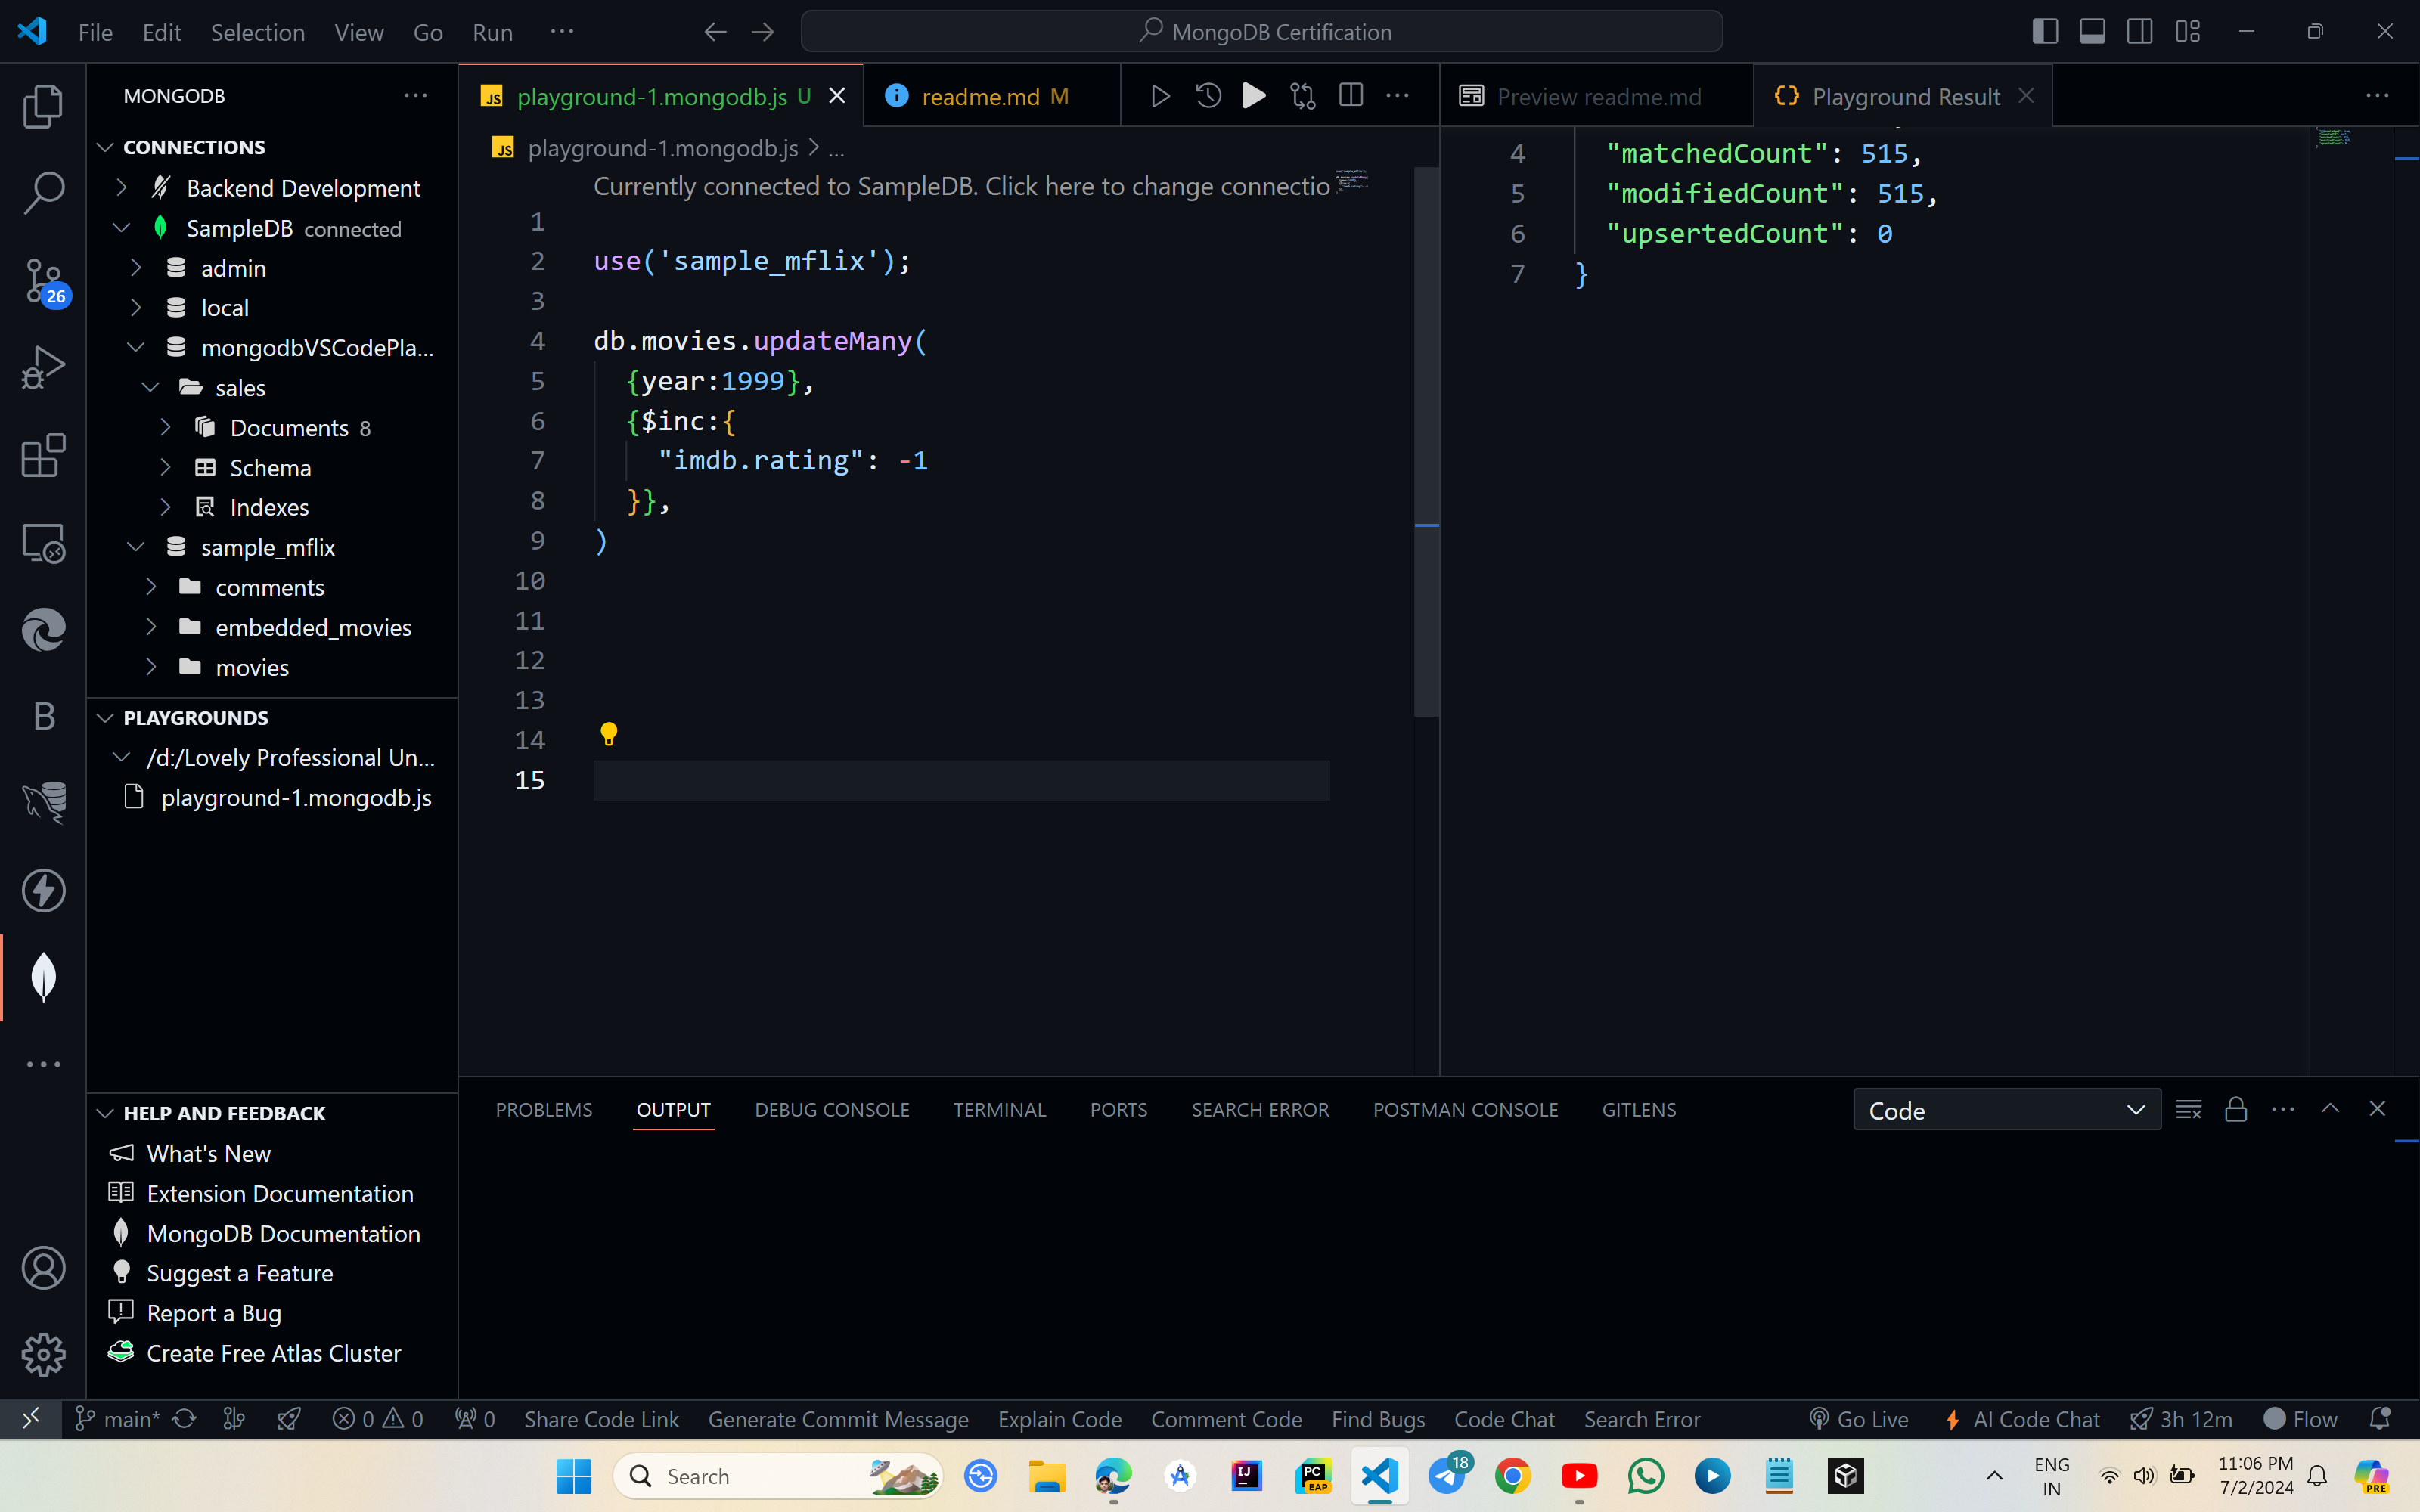 File Edit Selection View Go Run ···
MongoDB Certification
MONGODB
CONNECTIONS
Backend Development
SampleDB connected
admin
local
mongodbVSCodePla...
sales
Documents 8
Schema
Indexes
sample_mflix
comments
embedded_movies
movies
PLAYGROUNDS
/d:/Lovely Professional Un...
playground-1.mongodb.js
HELP AND FEEDBACK
What's New
Extension Documentation
MongoDB Documentation
Suggest a Feature
Report a Bug
Create Free Atlas Cluster
26
B
playground-1.mongodb.js U
readme.md M
playground-1.mongodb.js > ...
Currently connected to SampleDB. Click here to change connectio
1
2 use('sample_mflix');
3
4 db.movies.updateMany(
5 {year:1999},
6 {$inc:{
7 "imdb.rating": -1
8 }},
9 )
10
11
12
13
14
15
Preview readme.md
Playground Result
4 "matchedCount": 515,
5 "modifiedCount": 515,
6 "upsertedCount": 0
7 }
PROBLEMS OUTPUT DEBUG CONSOLE TERMINAL PORTS SEARCH ERROR POSTMAN CONSOLE GITLENS
Code
main* 0 0 0 Share Code Link Generate Commit Message Explain Code Comment Code Find Bugs Code Chat Search Error Go Live AI Code Chat 3h 12m Flow
Search
IJ
PC
EAP
18
ENG
IN
11:06 PM
7/2/2024
PRE